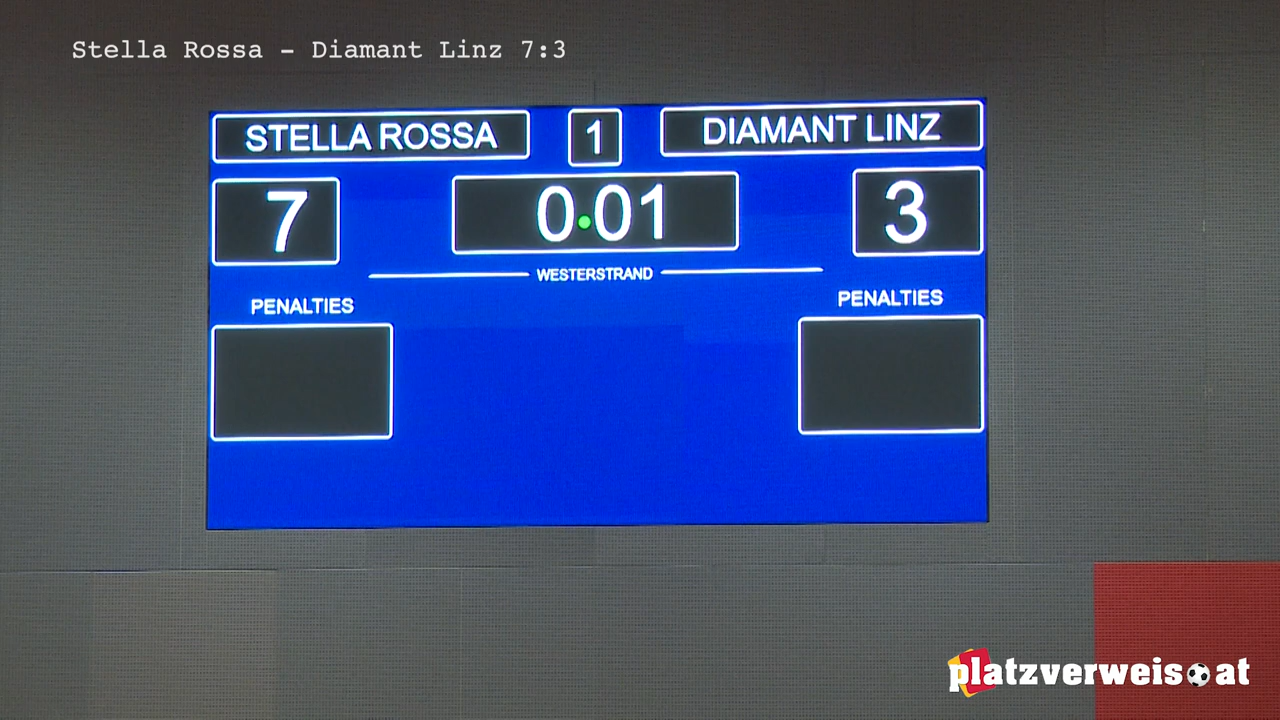 Stella Rossa - Diamant Linz 7:3
STELLA ROSSA 1 DIAMANT LINZ
7 0:01 3
WESTERSTRAND
PENALTIES PENALTIES
platzverweis.at